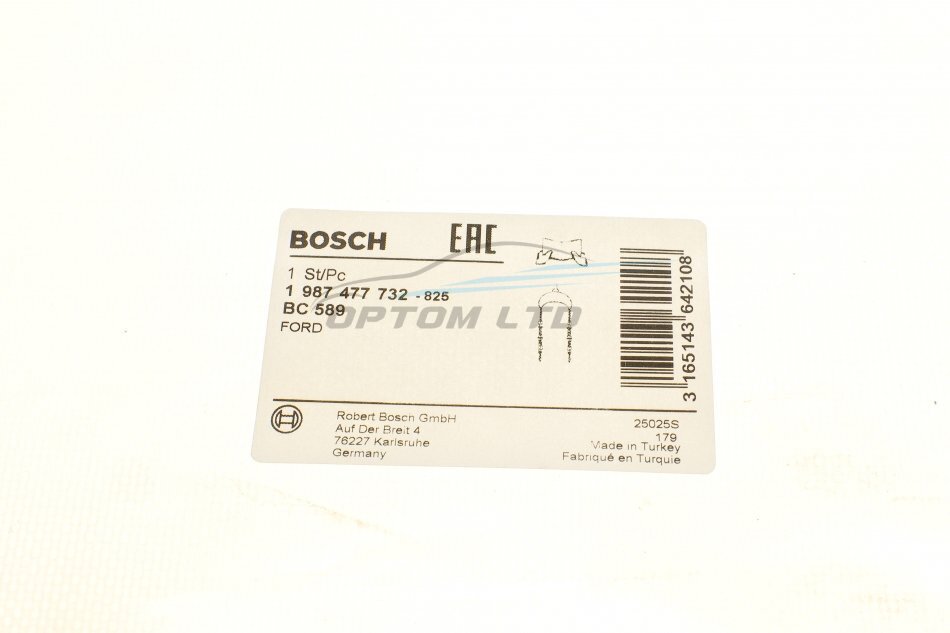 BOSCH
EAC
1 St/Pc
1 987 477 732 - 825
BC 589
FORD
OPTOM LTD
3 165143 642108
Robert Bosch GmbH
Auf Der Breit 4
76227 Karlsruhe
Germany
25025S
179
Made in Turkey
Fabriqué en Turquie